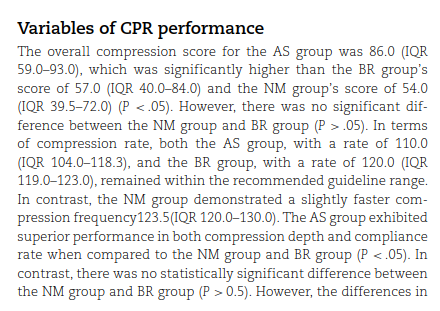 Variables of CPR performance
The overall compression score for the AS group was 86.0 (IQR
59.0–93.0), which was significantly higher than the BR group's
score of 57.0 (IQR 40.0–84.0) and the NM group's score of 54.0
(IQR 39.5–72.0) (P < .05). However, there was no significant dif-
ference between the NM group and BR group (P > .05). In terms
of compression rate, both the AS group, with a rate of 110.0
(IQR 104.0–118.3), and the BR group, with a rate of 120.0 (IQR
119.0–123.0), remained within the recommended guideline range.
In contrast, the NM group demonstrated a slightly faster com-
pression frequency123.5(IQR 120.0–130.0). The AS group exhibited
superior performance in both compression depth and compliance
rate when compared to the NM group and BR group (P < .05). In
contrast, there was no statistically significant difference between
the NM group and BR group (P > 0.5). However, the differences in